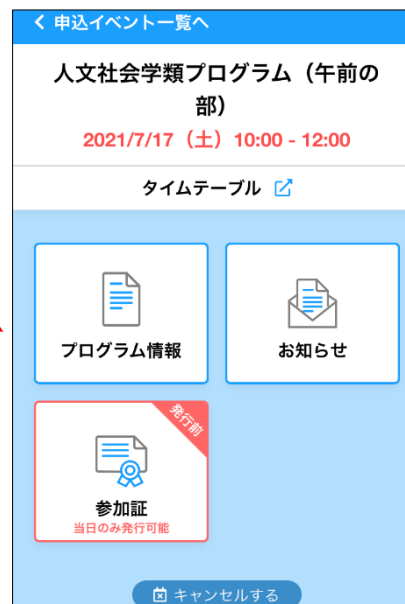 申込イベント一覧へ
人文社会学類プログラム（午前の
部）
2021/7/17（土）10:00 - 12:00
タイムテーブル
プログラム情報
お知らせ
発行前
参加証
当日のみ発行可能
キャンセルする